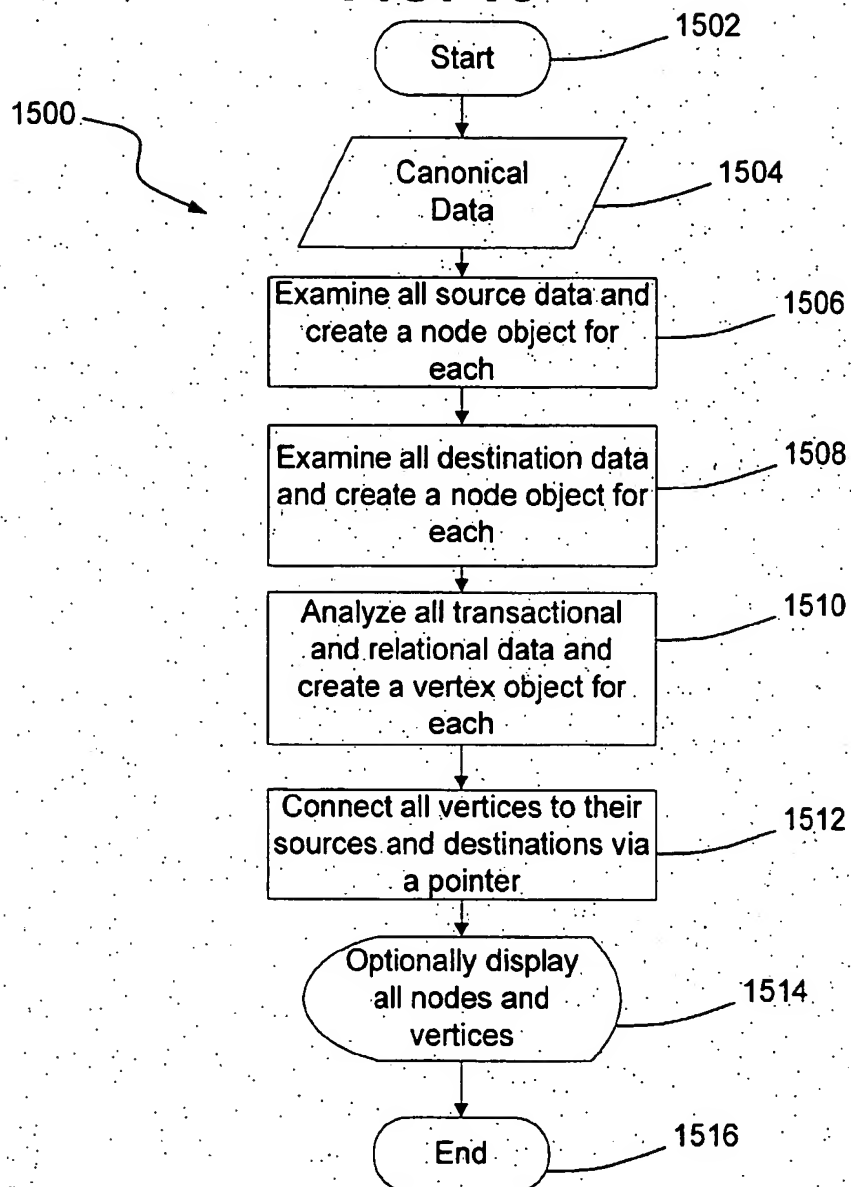 1502
Start
1500
Canonical
Data
1504
Examine all source data and
create a node object for
each
1506
Examine all destination data
and create a node object for
each
1508
Analyze all transactional
and relational data and
create a vertex object for
each
1510
Connect all vertices to their
sources and destinations via
a pointer
1512
Optionally display
all nodes and
vertices
1514
End
1516